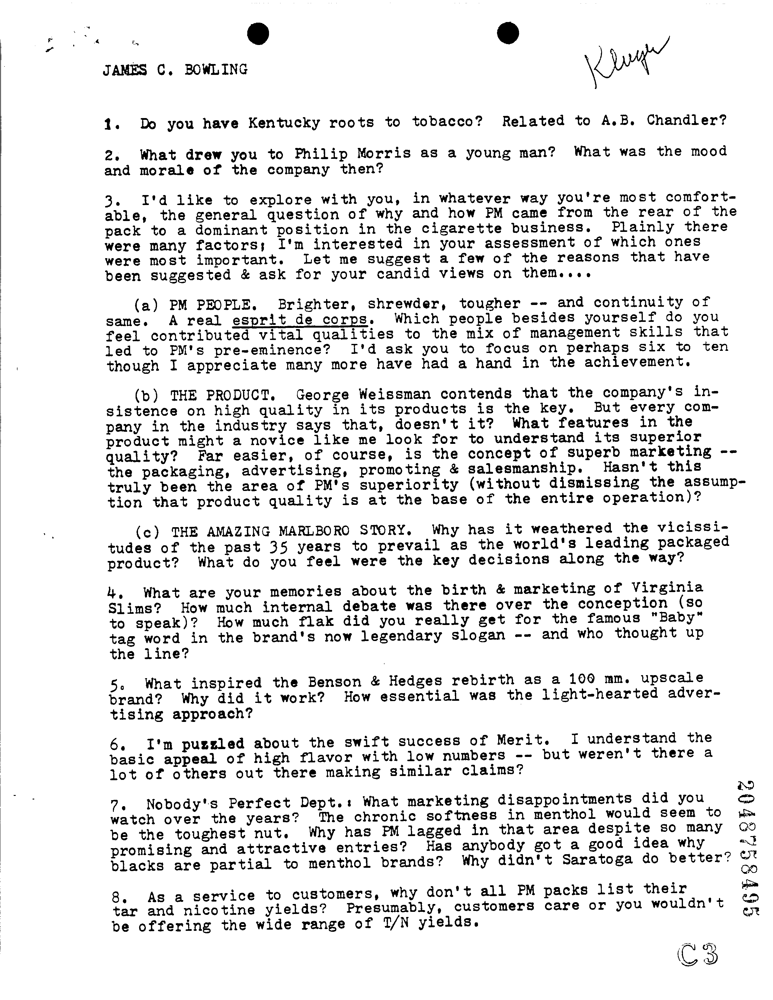 Kluger
JAMES C. BOWLING
1. Do you have Kentucky roots to tobacco? Related to A.B. Chandler?
2. What drew you to Philip Morris as a young man? What was the mood
and morale of the company then?
3. I'd like to explore with you, in whatever way you're most comfort-
able, the general question of why and how PM came from the rear of the
pack to a dominant position in the cigarette business. Plainly there
were many factors; I'm interested in your assessment of which ones
were most important. Let me suggest a few of the reasons that have
been suggested & ask for your candid views on them....
(a) PM PEOPLE. Brighter, shrewder, tougher -- and continuity of
same. A real esprit de corps. Which people besides yourself do you
feel contributed vital qualities to the mix of management skills that
led to PM's pre-eminence? I'd ask you to focus on perhaps six to ten
though I appreciate many more have had a hand in the achievement.
(b) THE PRODUCT. George Weissman contends that the company's in-
sistence on high quality in its products is the key. But every com-
pany in the industry says that, doesn't it? What features in the
product might a novice like me look for to understand its superior
quality? Far easier, of course, is the concept of superb marketing --
the packaging, advertising, promoting & salesmanship. Hasn't this
truly been the area of PM's superiority (without dismissing the assump-
tion that product quality is at the base of the entire operation)?
(c) THE AMAZING MARLBORO STORY. Why has it weathered the vicissi-
tudes of the past 35 years to prevail as the world's leading packaged
product? What do you feel were the key decisions along the way?
4. What are your memories about the birth & marketing of Virginia
Slims? How much internal debate was there over the conception (so
to speak)? How much flak did you really get for the famous "Baby"
tag word in the brand's now legendary slogan -- and who thought up
the line?
5. What inspired the Benson & Hedges rebirth as a 100 mm. upscale
brand? Why did it work? How essential was the light-hearted adver-
tising approach?
6. I'm puzzled about the swift success of Merit. I understand the
basic appeal of high flavor with low numbers -- but weren't there a
lot of others out there making similar claims?
7. Nobody's Perfect Dept.: What marketing disappointments did you
watch over the years? The chronic softness in menthol would seem to
be the toughest nut. Why has PM lagged in that area despite so many
promising and attractive entries? Has anybody got a good idea why
blacks are partial to menthol brands? Why didn't Saratoga do better?
8. As a service to customers, why don't all PM packs list their
tar and nicotine yields? Presumably, customers care or you wouldn't
be offering the wide range of T/N yields.
2048758495
C3